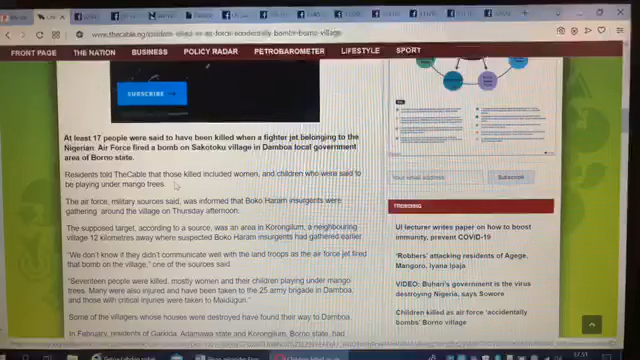 www.thecable.ng/
FRONT PAGE THE NATION BUSINESS POLICY RADAR PETROBAROMETER LIFESTYLE SPORT
SUBSCRIBE →
At least 17 people were said to have been killed when a fighter jet belonging to the
Nigerian Air Force fired a bomb on Sakotoku village in Damboa local government
area of Borno state.
Residents told TheCable that those killed included women, and children who were said to
be playing under mango trees.
The air force, military sources said, was informed that Boko Haram insurgents were
gathering around the village on Thursday afternoon.
The supposed target, according to a source, was an area in Korongilum, a neighbouring
village 12 kilometres away where suspected Boko Haram insurgents had gathered earlier.
"We don't know if they didn't communicate well with the land troops as the air force jet fired
that bomb on the village," one of the sources said.
"Seventeen people were killed, mostly women and their children playing under mango
trees. Many were also injured and have been taken to the 25 army brigade in Damboa,
and those with critical injuries were taken to Maiduguri."
Some of the villagers whose houses were destroyed have found their way to Damboa.
In February, residents of Garkida, Adamawa state and Korongilum, Borno state, had
Your email address
Subscribe
TRENDING
UI lecturer writes paper on how to boost
immunity, prevent COVID-19
'Robbers' attacking residents of Agege,
Mangoro, Iyana Ipaja
VIDEO: Buhari's government is the virus
destroying Nigeria, says Sowore
Children killed as air force 'accidentally
bombs' Borno village